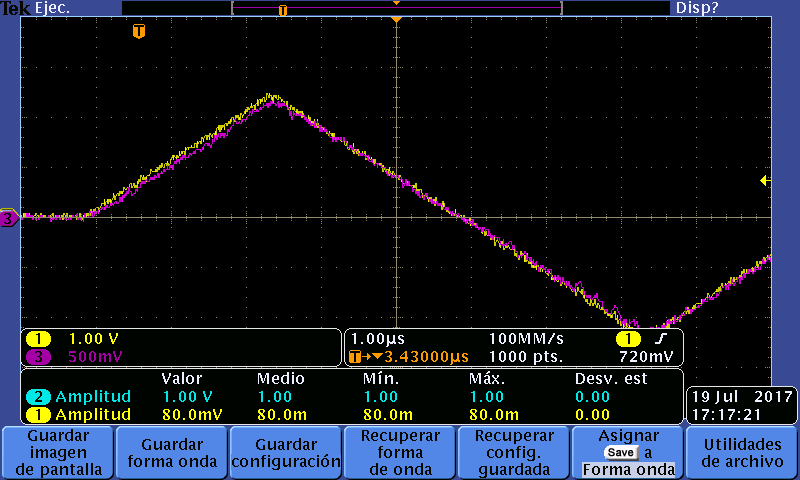 Tek Ejec. Disp?
T
T
3
1 1.00 V
3 500mV
1.00µs 100MM/s 1
T→▼3.43000µs 1000 pts. 720mV
Valor Medio Mín. Máx. Desv. est
2 Amplitud 1.00 V 1.00 1.00 1.00 0.00
1 Amplitud 80.0mV 80.0m 80.0m 80.0m 0.00
19 Jul 2017
17:17:21
Guardar
imagen
de pantalla
Guardar
forma onda
Guardar
configuración
Recuperar
forma
de onda
Recuperar
config.
guardada
Asignar
Save a
Forma onda
Utilidades
de archivo